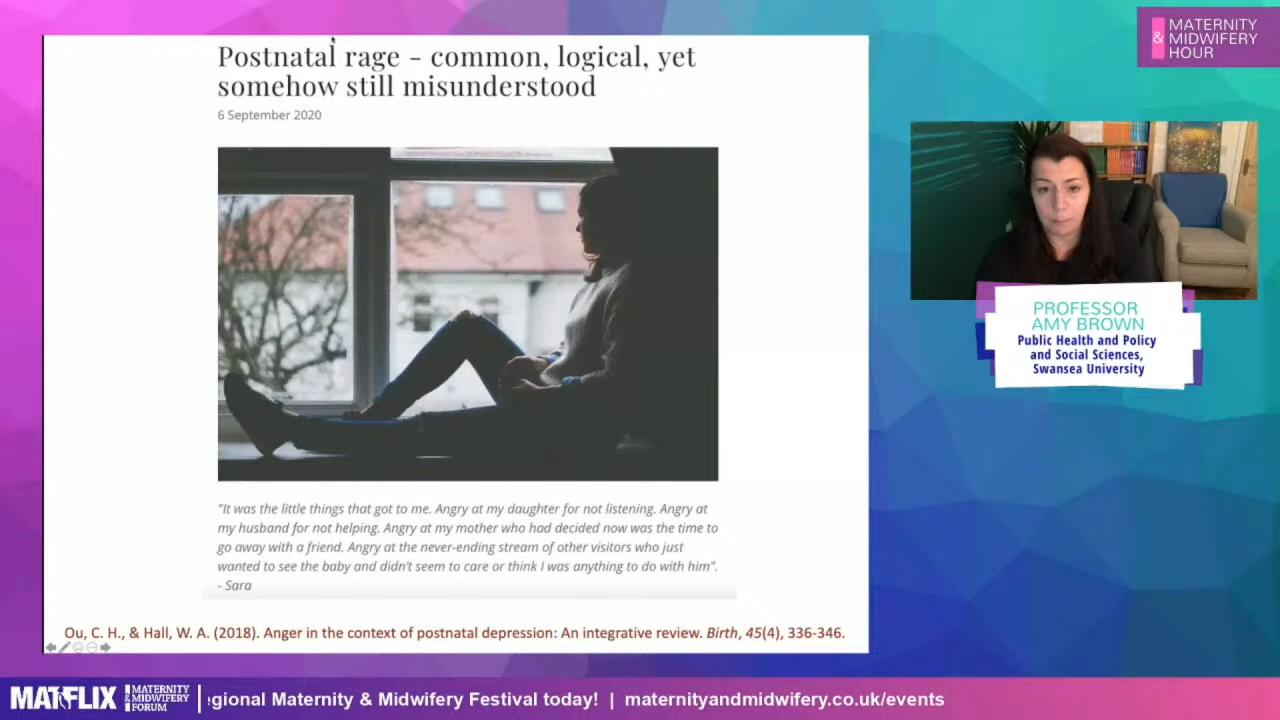 Postnatal rage – common, logical, yet
somehow still misunderstood
6 September 2020
"It was the little things that got to me. Angry at my daughter for not listening. Angry at
my husband for not helping. Angry at my mother who had decided now was the time to
go away with a friend. Angry at the never-ending stream of other visitors who just
wanted to see the baby and didn't seem to care or think I was anything to do with him".
- Sara
Ou, C. H., & Hall, W. A. (2018). Anger in the context of postnatal depression: An integrative review. Birth, 45(4), 336-346.
MATERNITY
& MIDWIFERY
HOUR
PROFESSOR
AMY BROWN
Public Health and Policy
and Social Sciences,
Swansea University
MATFLIX
MATERNITY
& MIDWIFERY
FORUM
egional Maternity & Midwifery Festival today! | maternityandmidwifery.co.uk/events